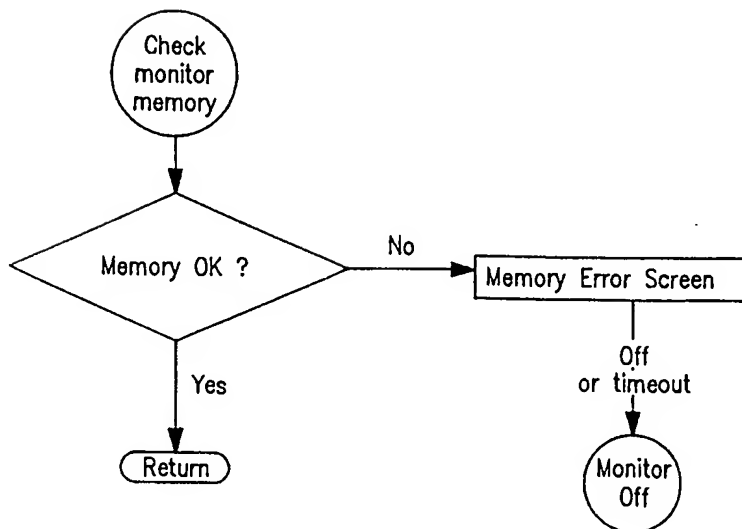 Check
monitor
memory
Memory OK ?
No
Memory Error Screen
Yes
Off
or timeout
Return
Monitor
Off